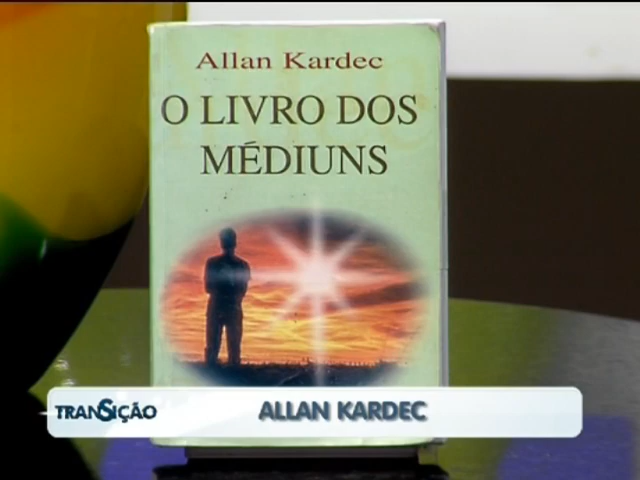 Allan Kardec
O LIVRO DOS
MÉDIUNS
TRANSIÇÃO
ALLAN KARDEC